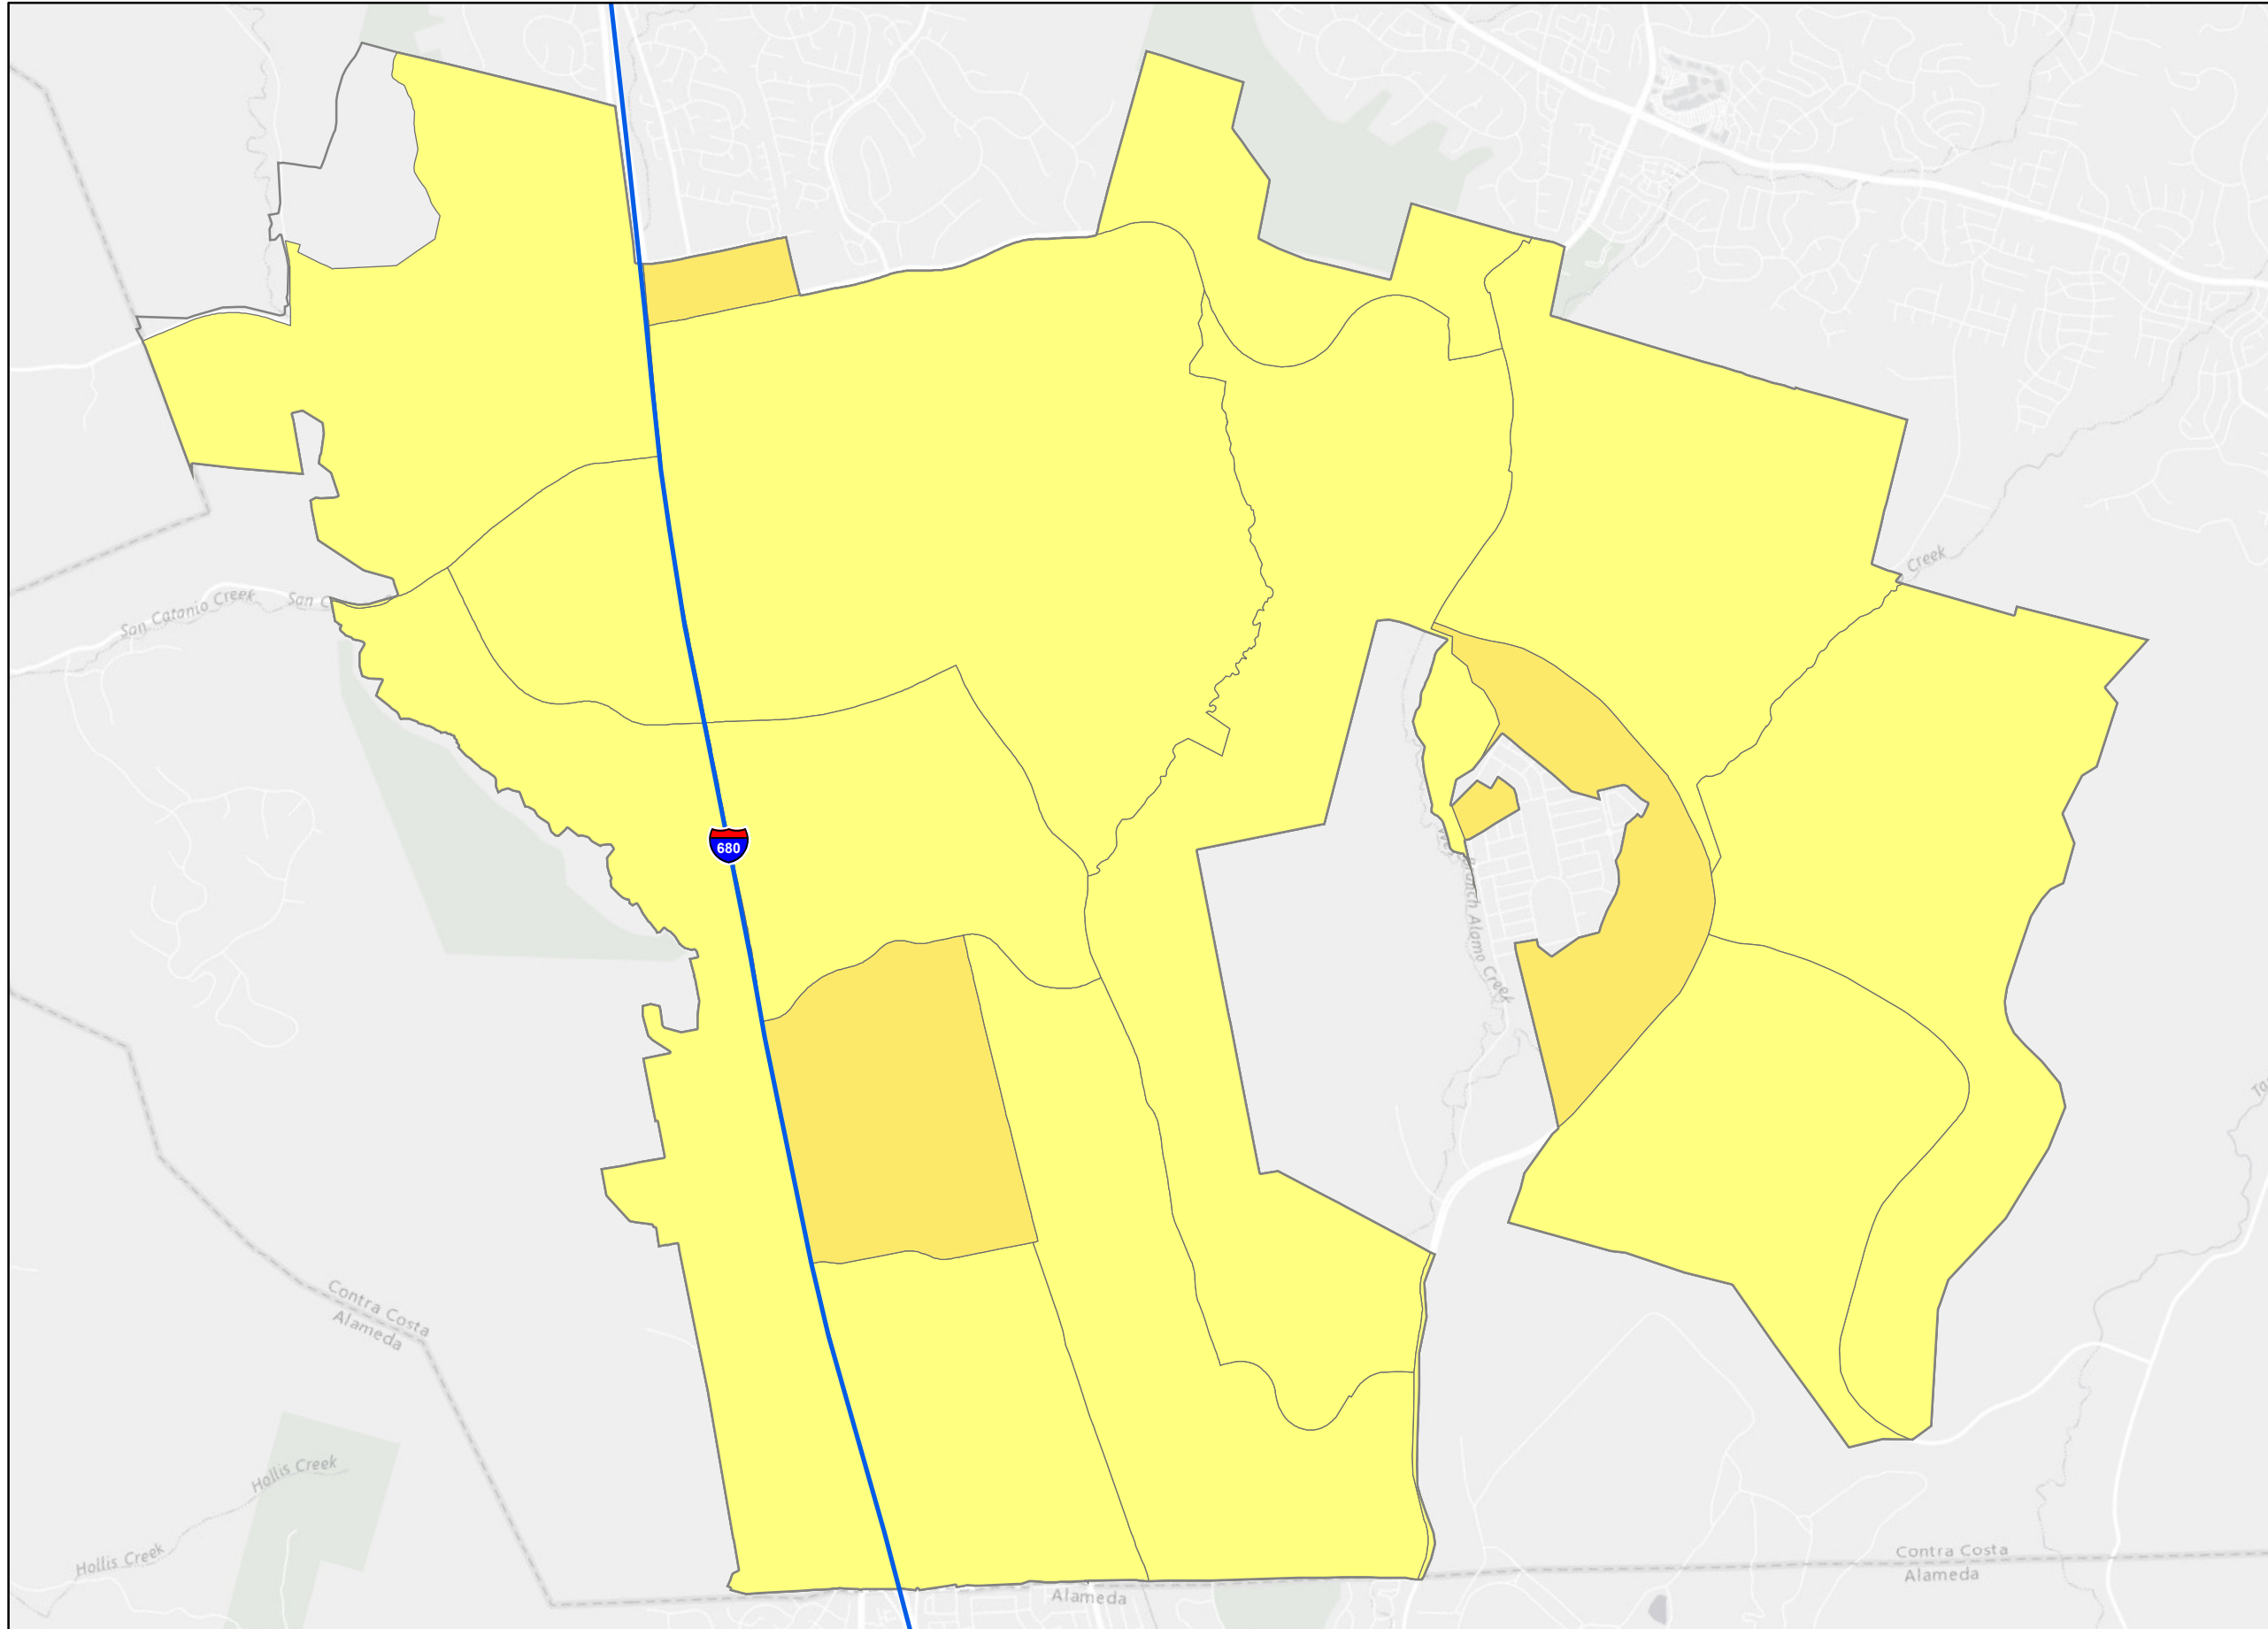 Creek
San Catanio Creek
San C
680
Branch Alamo Creek
Contra Costa
Alameda
Hollis Creek
Hollis Creek
Contra Costa
Alameda
Alameda